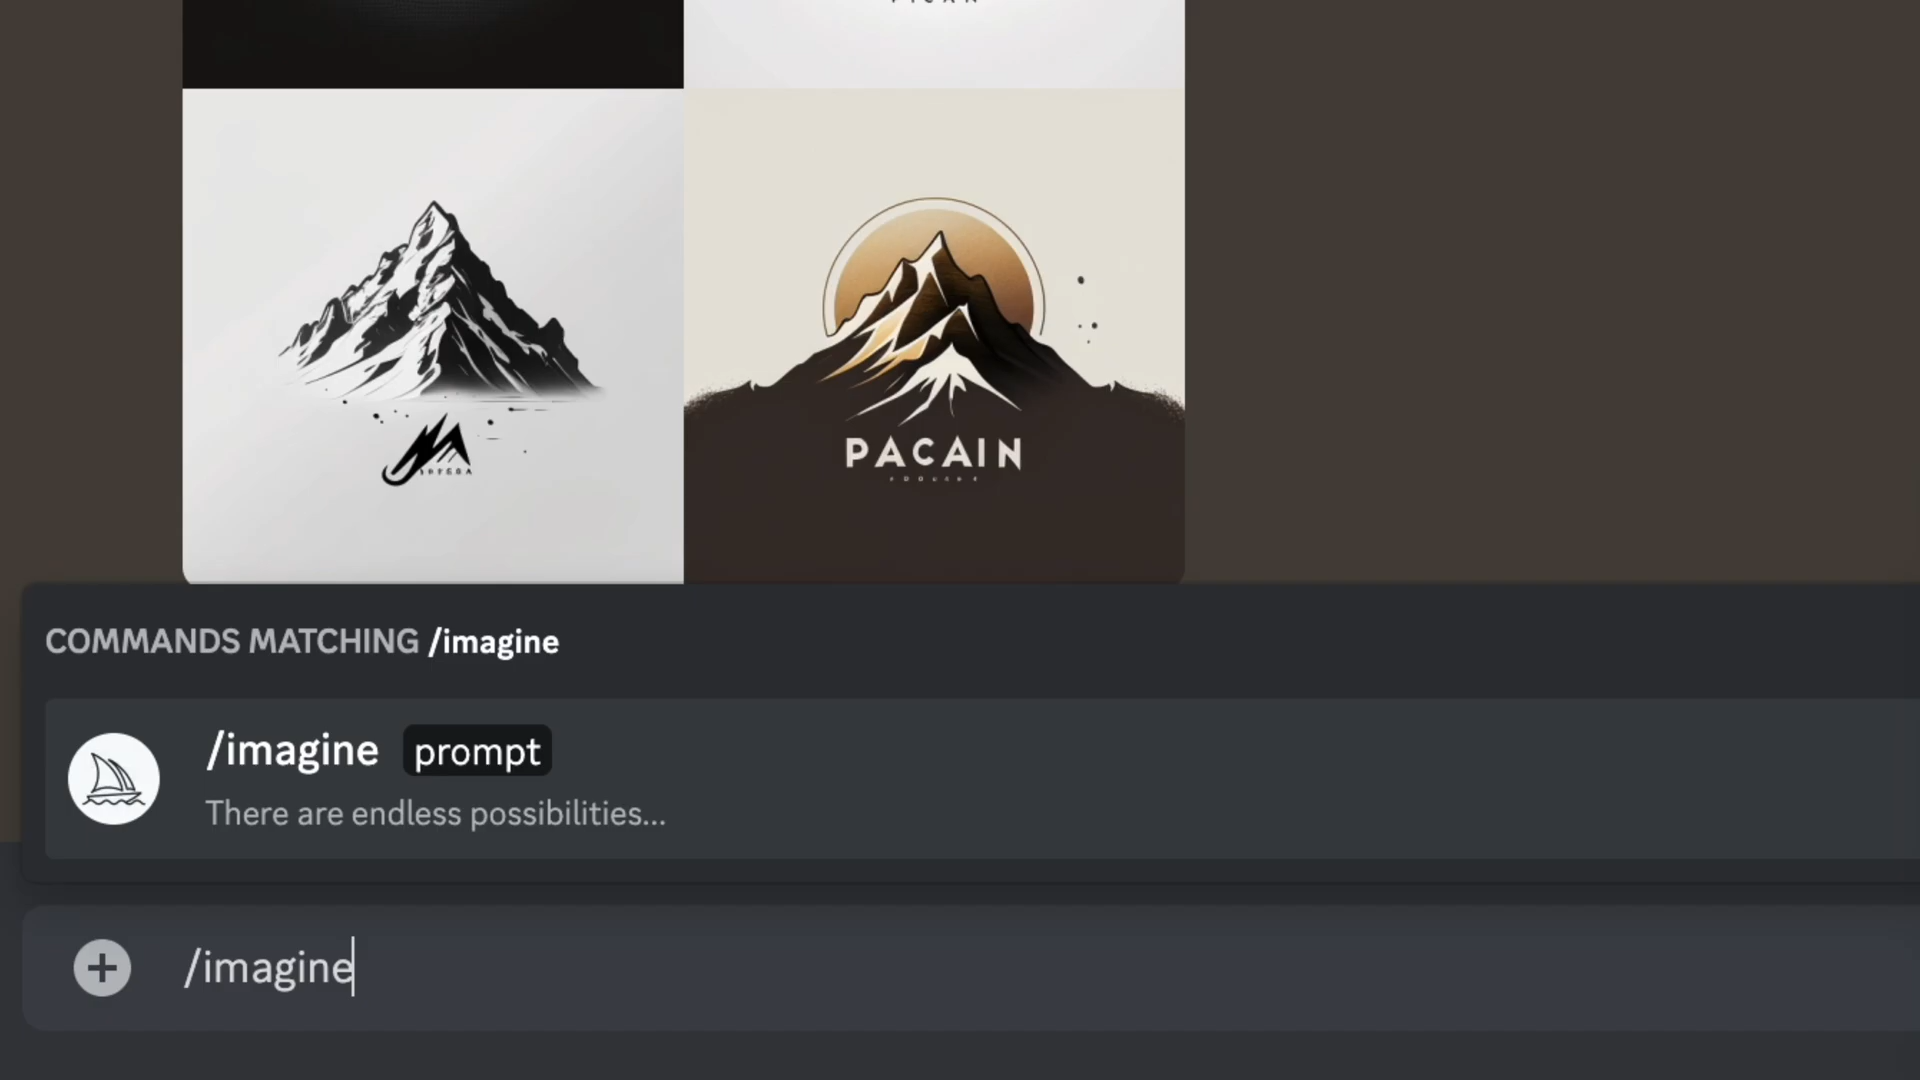 PACAIN
COMMANDS MATCHING /imagine
/imagine prompt
There are endless possibilities...
/imagine